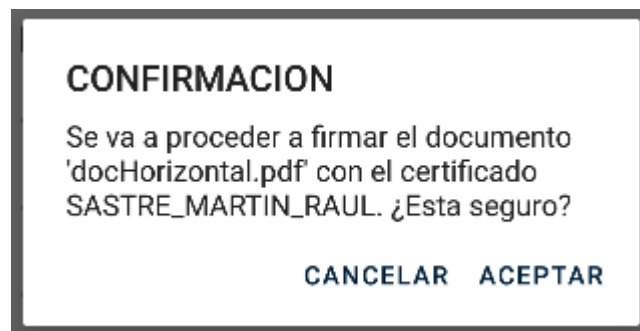 CONFIRMACION
Se va a proceder a firmar el documento
'docHorizontal.pdf' con el certificado
SASTRE_MARTIN_RAUL. ¿Esta seguro?
CANCELAR ACEPTAR